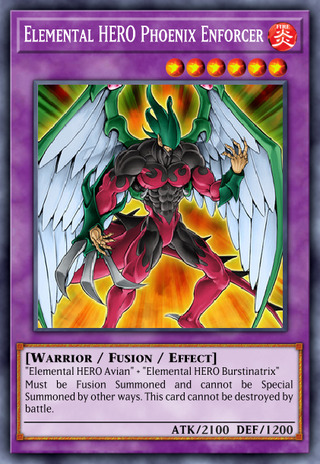 Elemental HERO Phoenix Enforcer
FIRE
炎
[Warrior / Fusion / Effect]
"Elemental HERO Avian" + "Elemental HERO Burstinatrix"
Must be Fusion Summoned and cannot be Special
Summoned by other ways. This card cannot be destroyed by
battle.
ATK/2100 DEF/1200